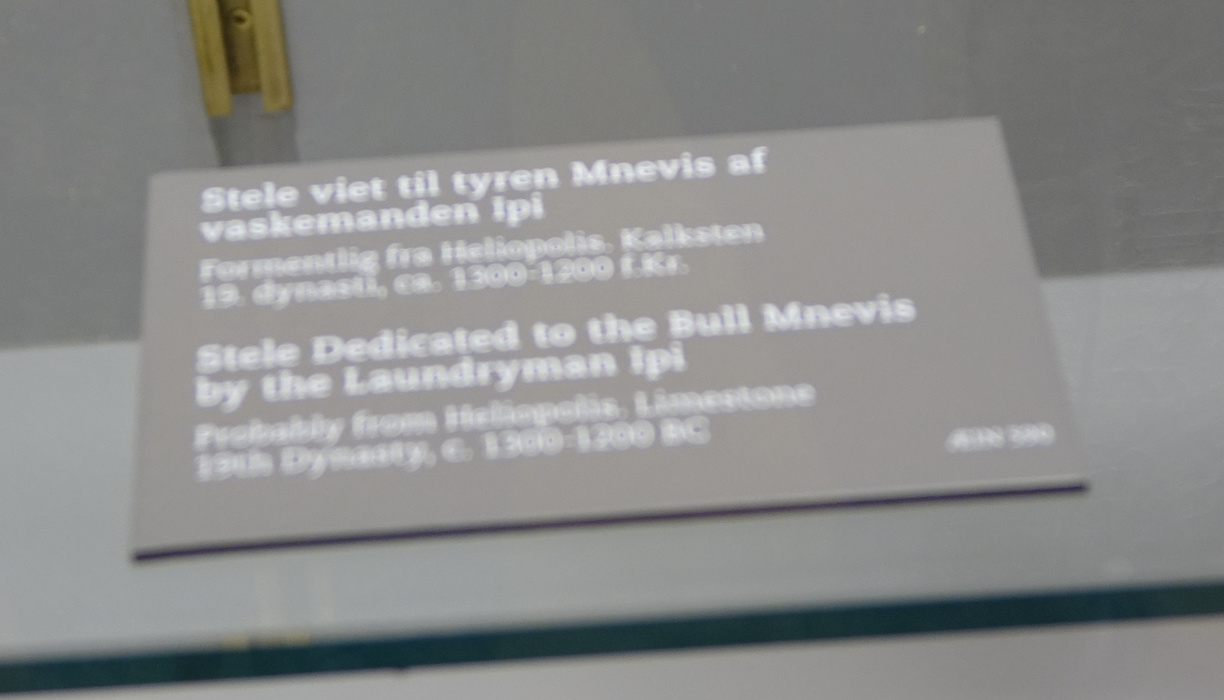 Stele viet til tyren Mnevis af
vaskemanden Ipi
Formentlig fra Heliopolis. Kalksten
19. dynasti, ca. 1300-1200 f.Kr.
Stele Dedicated to the Bull Mnevis
by the Laundryman Ipi
Probably from Heliopolis. Limestone
19th Dynasty, c. 1300-1200 BC
ÆIN